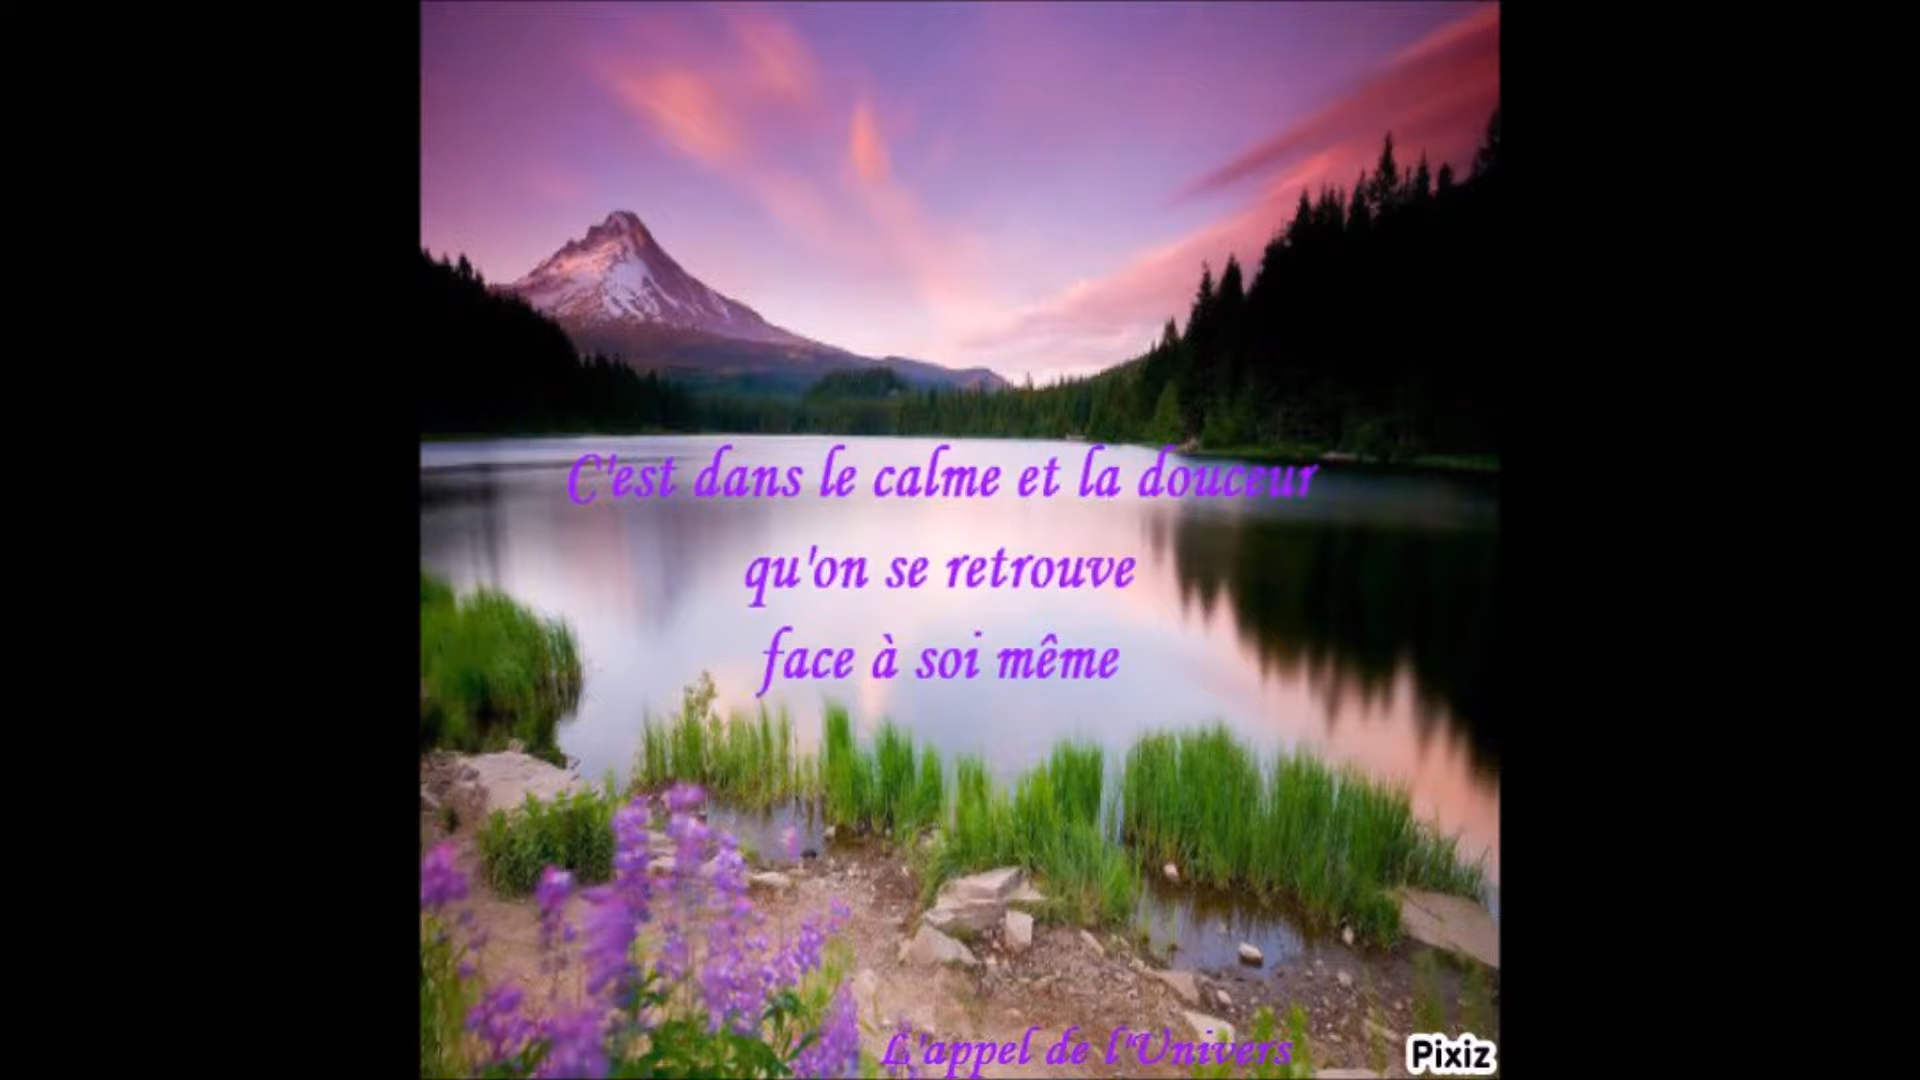 C'est dans le calme et la douceur
qu'on se retrouve
face à soi même
L'appel de l'Univers
Pixiz